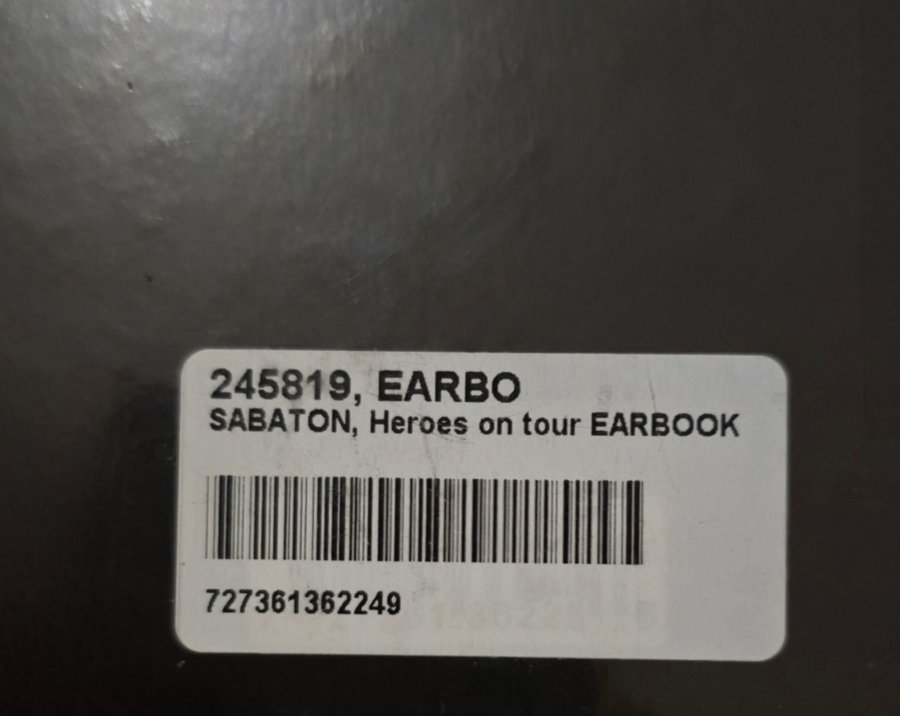 245819, EARBO
SABATON, Heroes on tour EARBOOK
727361362249